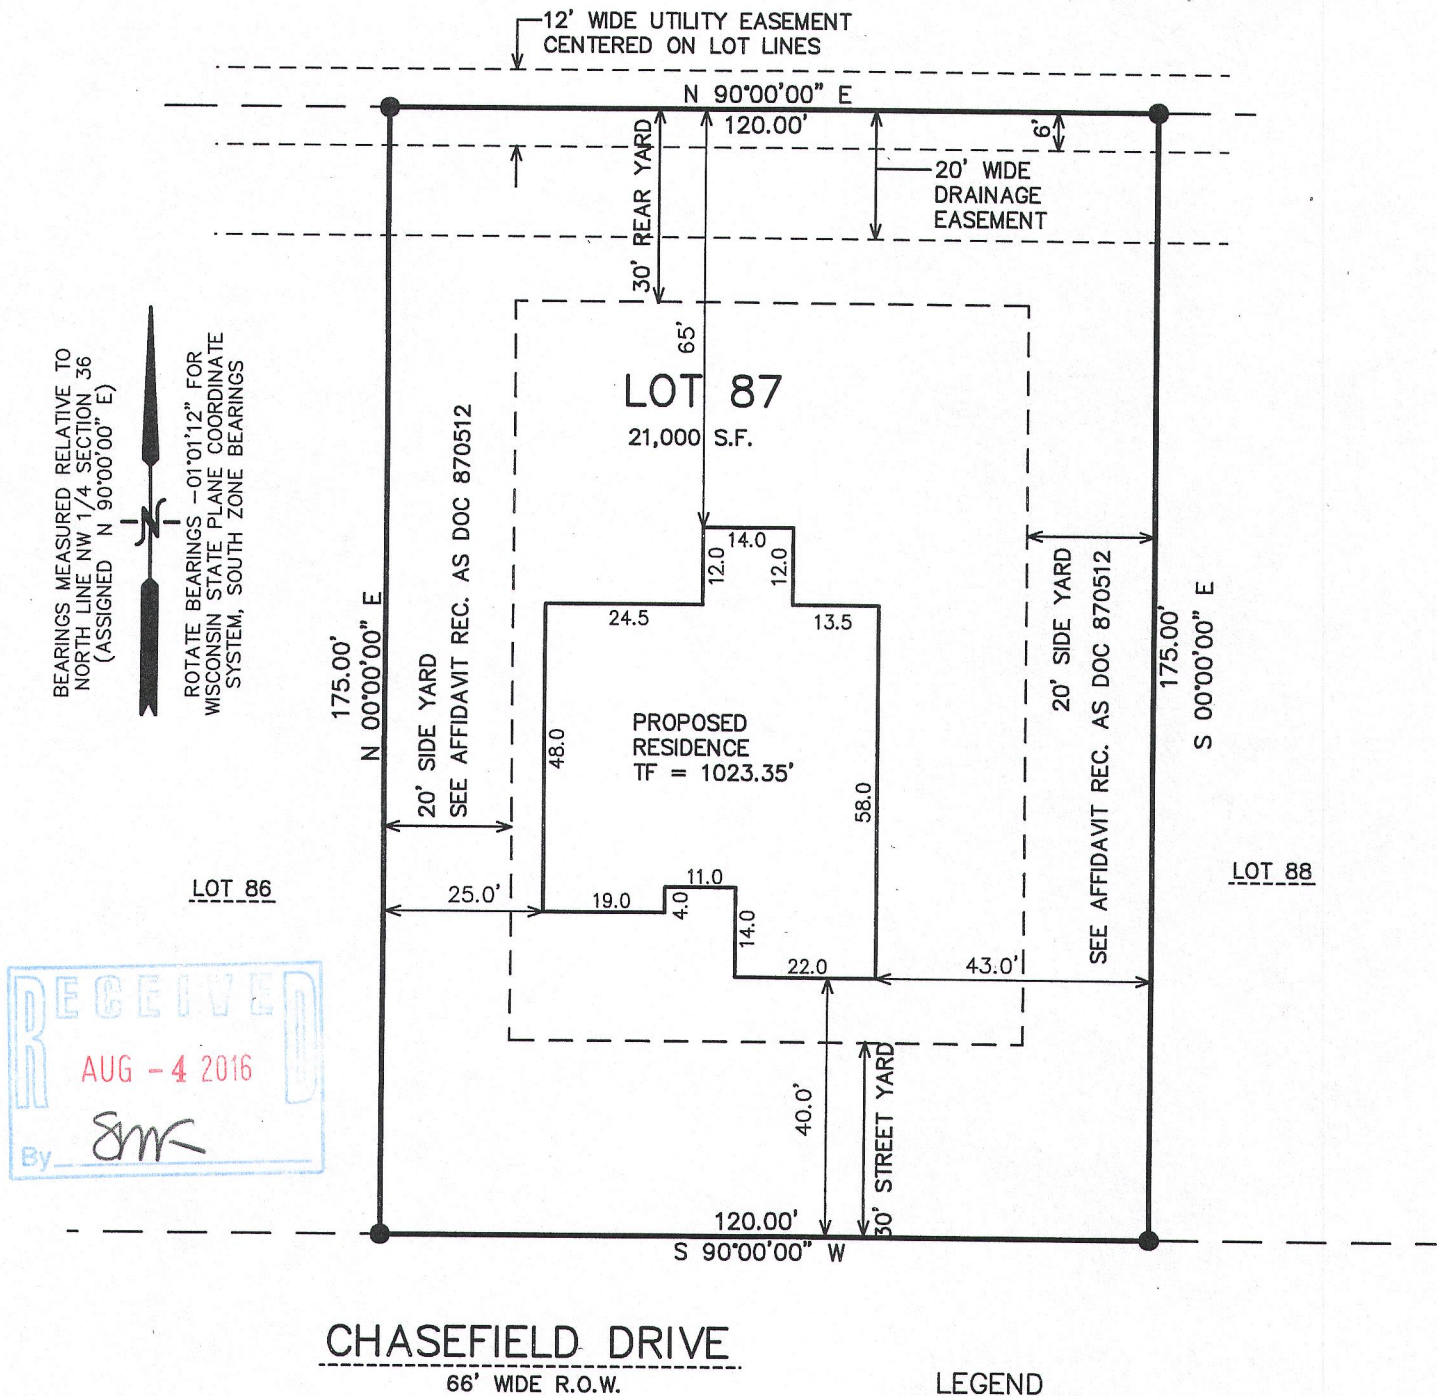 12' WIDE UTILITY EASEMENT
CENTERED ON LOT LINES
N 90°00'00" E
120.00'
6'
20' WIDE
DRAINAGE
EASEMENT
30' REAR YARD
65'
LOT 87
21,000 S.F.
BEARINGS MEASURED RELATIVE TO
NORTH LINE NW 1/4 SECTION 36
(ASSIGNED N 90°00'00" E)
N
ROTATE BEARINGS -01°01'12" FOR
WISCONSIN STATE PLANE COORDINATE
SYSTEM, SOUTH ZONE BEARINGS
175.00'
N 00°00'00" E
20' SIDE YARD
SEE AFFIDAVIT REC. AS DOC 870512
14.0
12.0
12.0
24.5
13.5
48.0
PROPOSED
RESIDENCE
TF = 1023.35'
58.0
20' SIDE YARD
SEE AFFIDAVIT REC. AS DOC 870512
175.00'
S 00°00'00" E
LOT 86
25.0'
19.0
4.0
11.0
14.0
22.0
43.0'
LOT 88
RECEIVED
AUG - 4 2016
By SMK
40.0'
30' STREET YARD
120.00'
S 90°00'00" W
CHASEFIELD DRIVE
66' WIDE R.O.W.
LEGEND